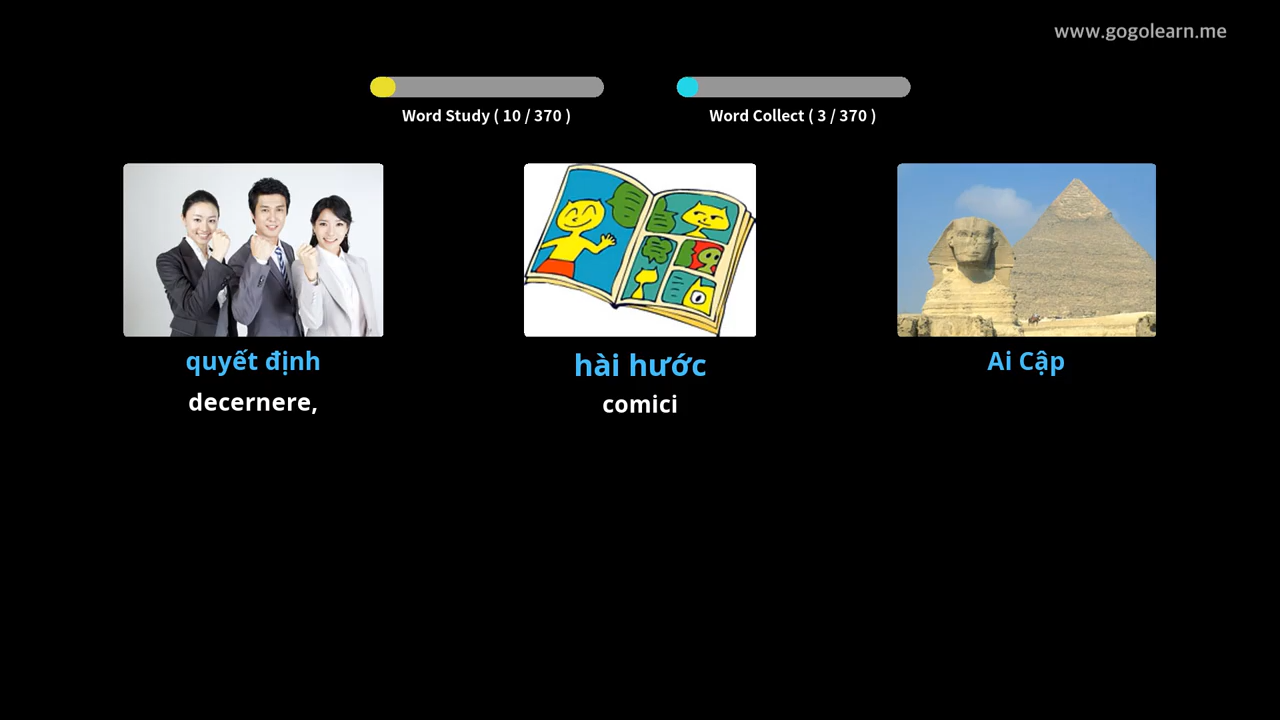 www.gogolearn.me
Word Study ( 10 / 370 )
Word Collect ( 3 / 370 )
quyết định
hài hước
Ai Cập
decernere,
comici